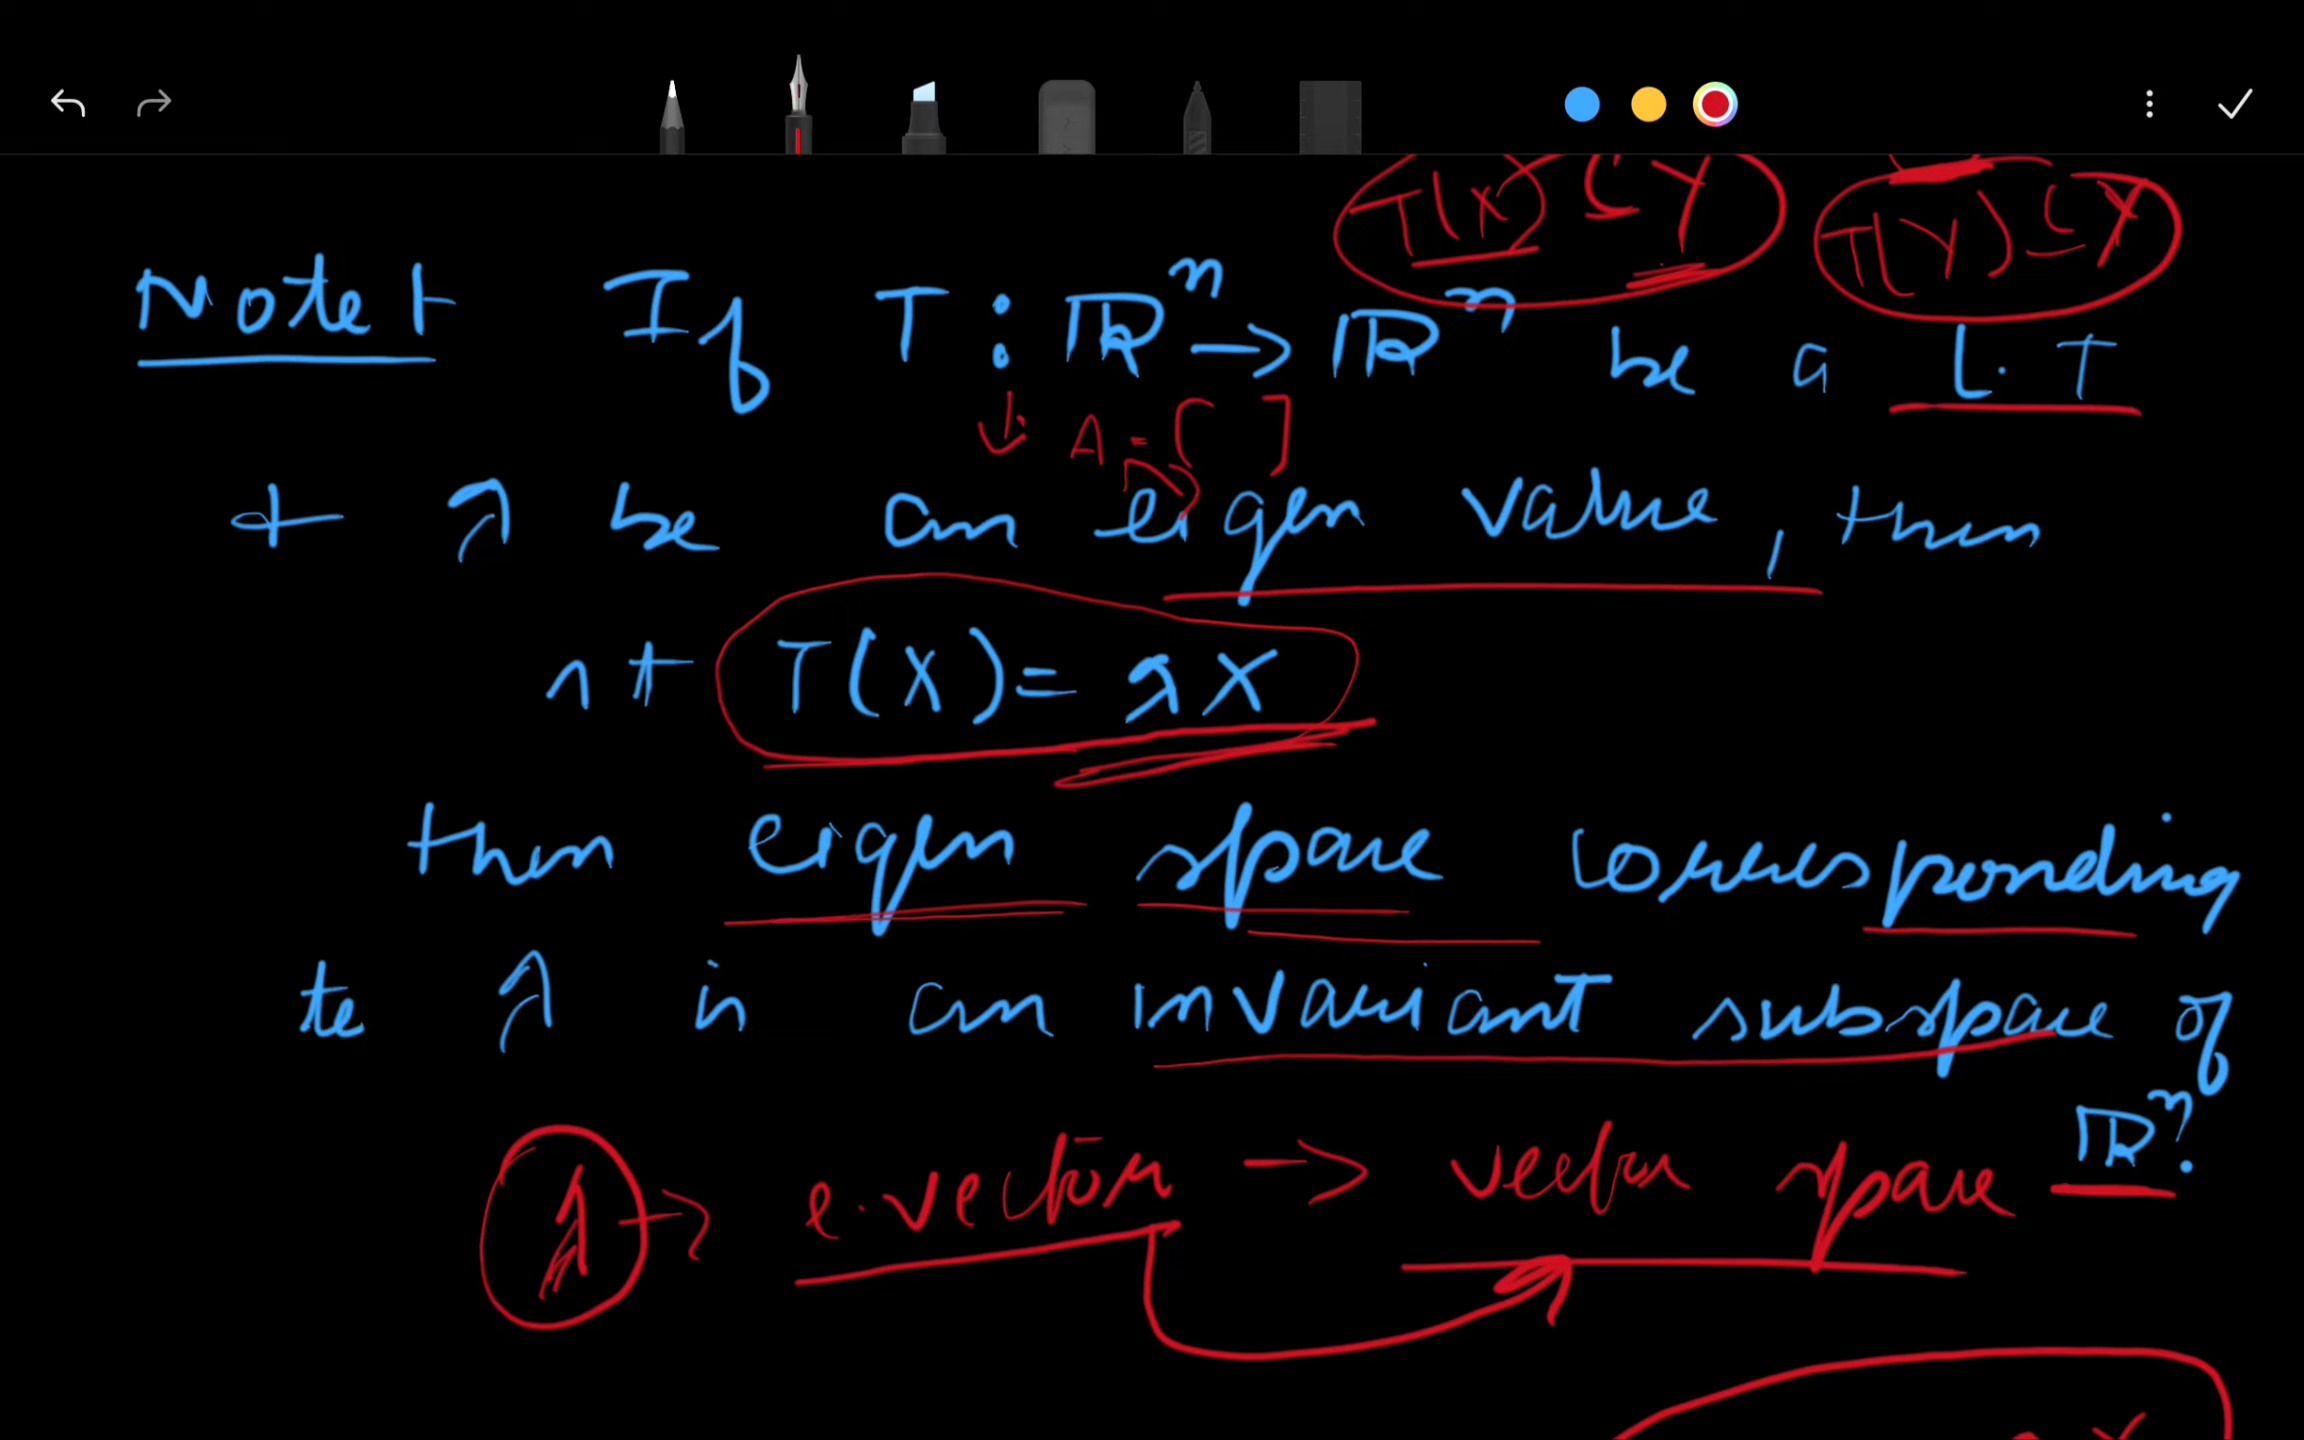 T(X) ⊆ Y T(Y) ⊆ Y
Note :- If T : ℝⁿ → ℝⁿ be a L.T
↓ A = [ ]
+ λ be an eigen value, then
st T(X) = λX
then eigen space corresponding
to λ is an invariant subspace of
ℝⁿ.
λ → e.vector → vector space